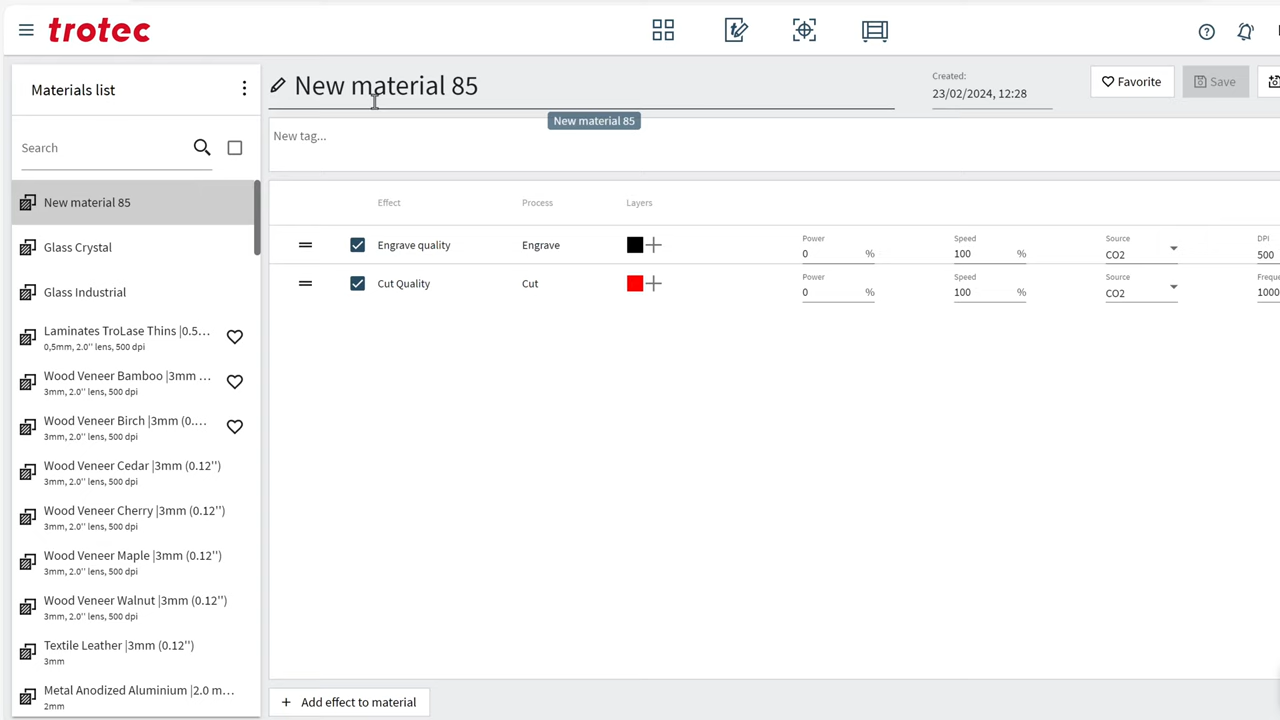 trotec
Materials list
Search
New material 85
Glass Crystal
Glass Industrial
Laminates TroLase Thins |0.5...
0,5mm, 2.0'' lens, 500 dpi
Wood Veneer Bamboo |3mm ...
3mm, 2.0'' lens, 500 dpi
Wood Veneer Birch |3mm (0....
3mm, 2.0'' lens, 500 dpi
Wood Veneer Cedar |3mm (0.12'')
3mm, 2.0'' lens, 500 dpi
Wood Veneer Cherry |3mm (0.12'')
3mm, 2.0'' lens, 500 dpi
Wood Veneer Maple |3mm (0.12'')
3mm, 2.0'' lens, 500 dpi
Wood Veneer Walnut |3mm (0.12'')
3mm, 2.0'' lens, 500 dpi
Textile Leather |3mm (0.12'')
3mm
Metal Anodized Aluminium |2.0 m...
2mm
New material 85
Created:
23/02/2024, 12:28
Favorite
Save
New material 85
New tag...
Effect Process Layers
Engrave quality Engrave Power 0 % Speed 100 % Source CO2 DPI 500
Cut Quality Cut Power 0 % Speed 100 % Source CO2 Freque 1000
+ Add effect to material